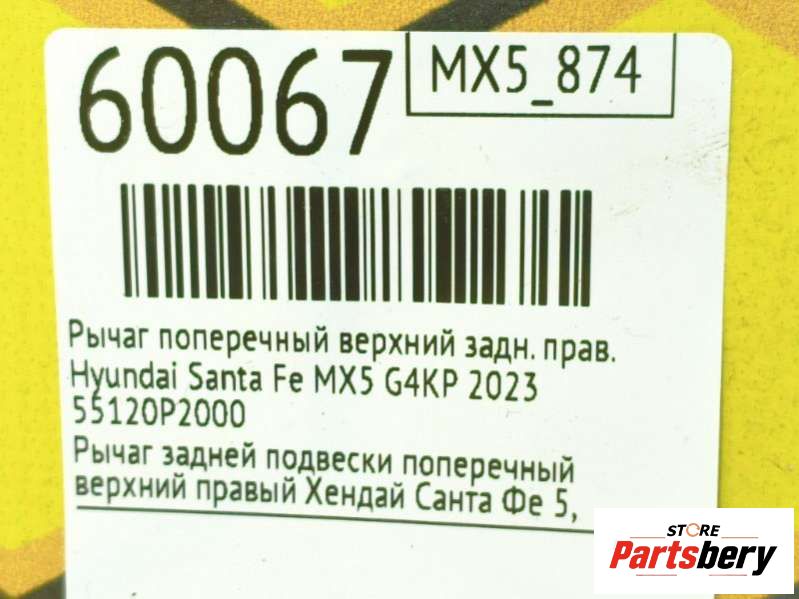 60067
MX5_874
Рычаг поперечный верхний задн. прав.
Hyundai Santa Fe MX5 G4KP 2023
55120P2000
Рычаг задней подвески поперечный
верхний правый Хендай Санта Фе 5,
STORE
Partsbery